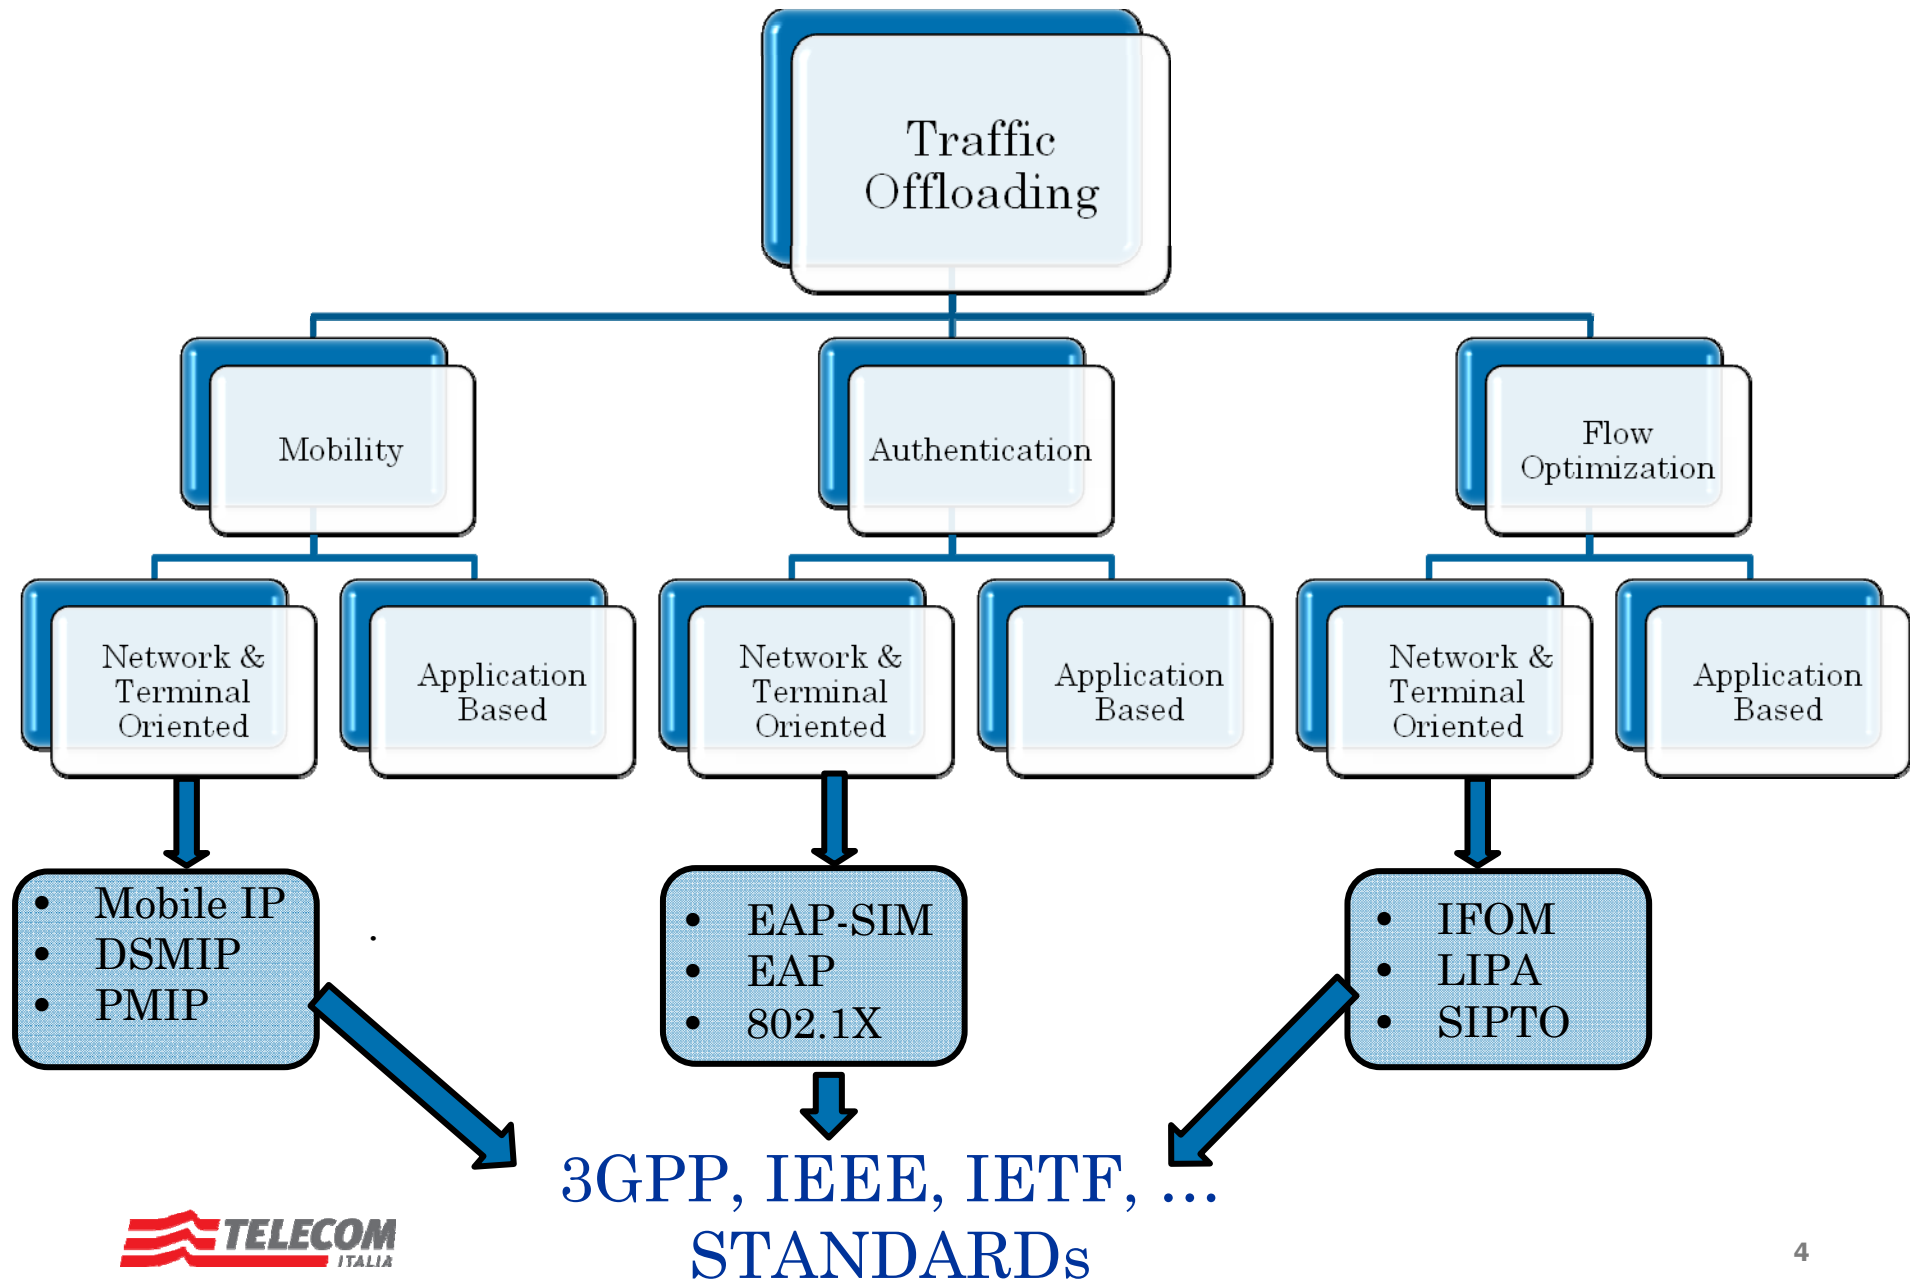 Traffic
Offloading
Mobility
Authentication
Flow
Optimization
Network &
Terminal
Oriented
Application
Based
Network &
Terminal
Oriented
Application
Based
Network &
Terminal
Oriented
Application
Based
• Mobile IP
• DSMIP
• PMIP
.
• EAP-SIM
• EAP
• 802.1X
• IFOM
• LIPA
• SIPTO
3GPP, IEEE, IETF, ...
STANDARDs
TELECOM
ITALIA
4